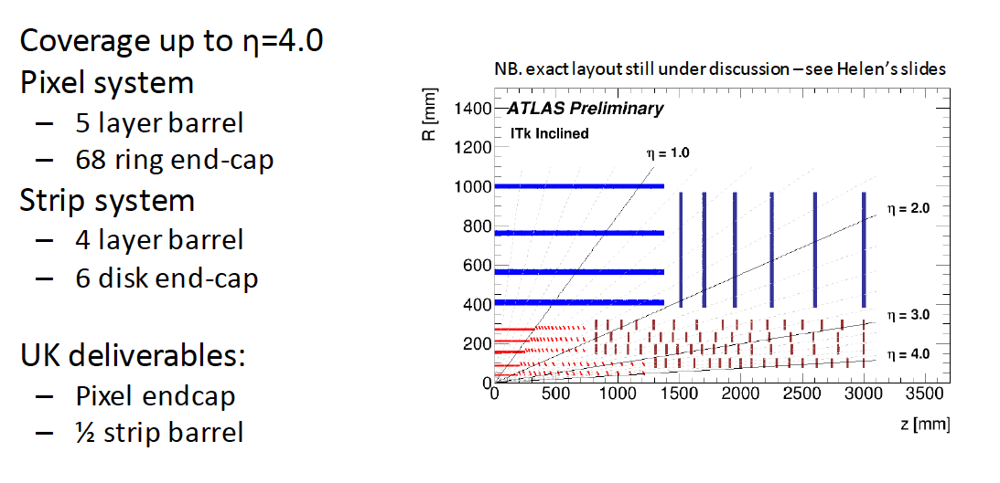 Coverage up to η=4.0
Pixel system
– 5 layer barrel
– 68 ring end-cap
Strip system
– 4 layer barrel
– 6 disk end-cap
UK deliverables:
– Pixel endcap
– ½ strip barrel
NB. exact layout still under discussion – see Helen's slides
R [mm]
1400
ATLAS Preliminary
ITk Inclined
1200
η = 1.0
1000
η = 2.0
800
600
400
η = 3.0
200
η = 4.0
0
0 500 1000 1500 2000 2500 3000 3500
z [mm]